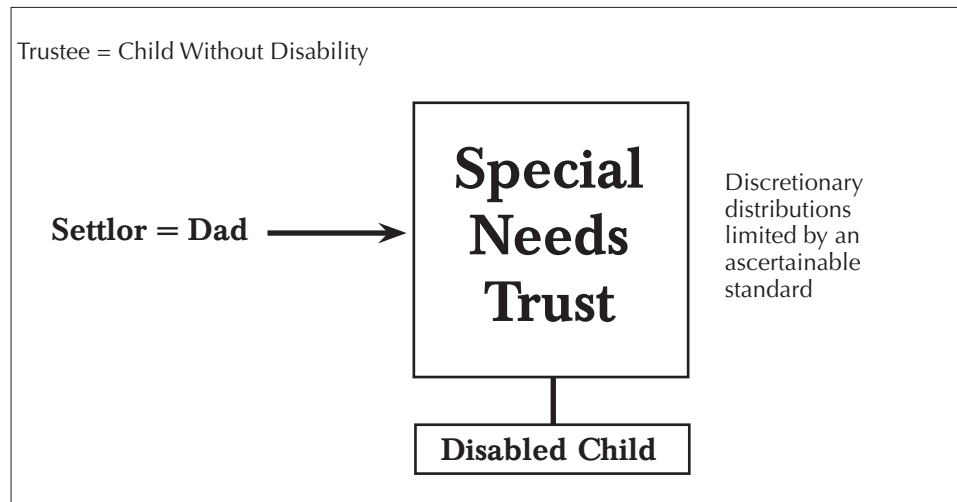 Trustee = Child Without Disability
Settlor = Dad
Special
Needs
Trust
Discretionary
distributions
limited by an
ascertainable
standard
Disabled Child